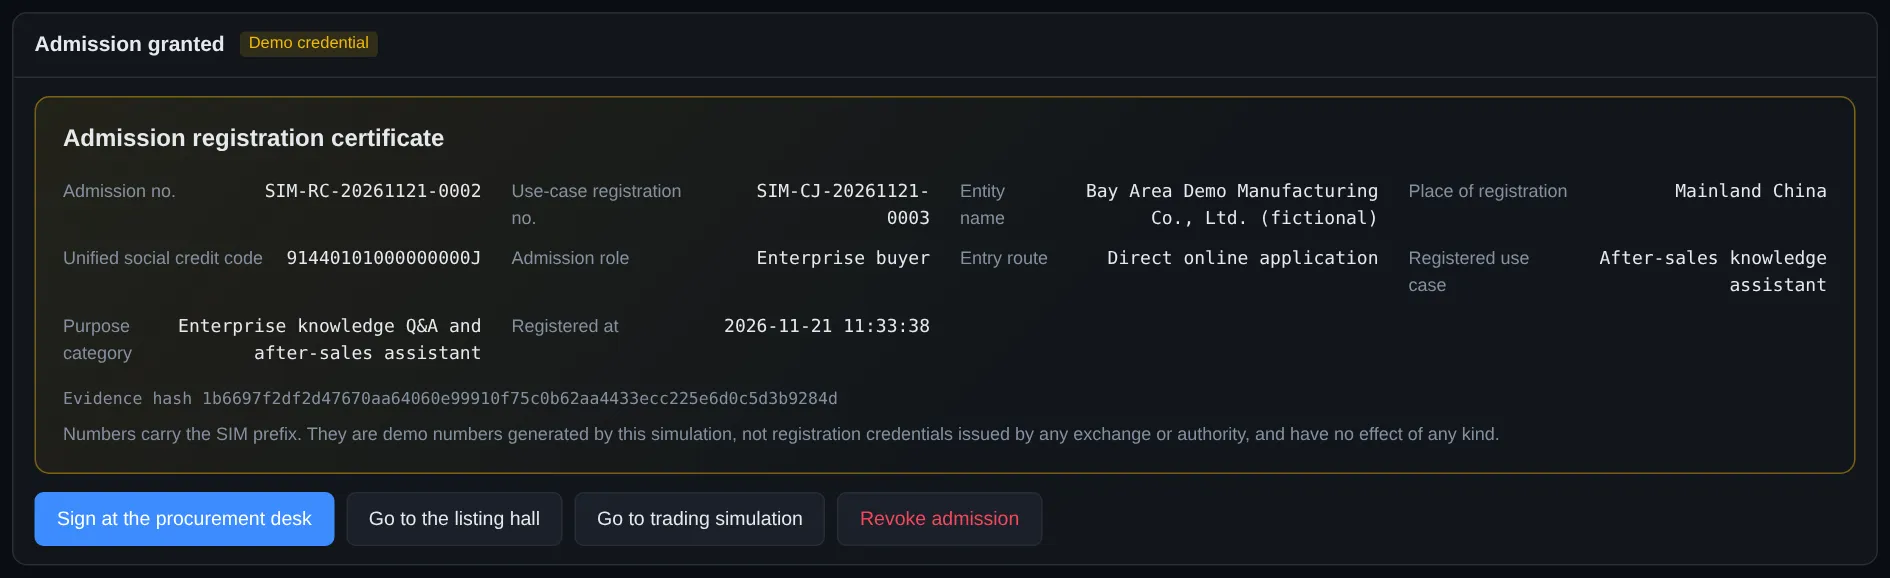 Admission granted Demo credential
Admission registration certificate
Admission no. SIM-RC-20261121-0002
Use-case registration no. SIM-CJ-20261121-0003
Entity name Bay Area Demo Manufacturing Co., Ltd. (fictional)
Place of registration Mainland China
Unified social credit code 91440101000000000J
Admission role Enterprise buyer
Entry route Direct online application
Registered use case After-sales knowledge assistant
Purpose category Enterprise knowledge Q&A and after-sales assistant
Registered at 2026-11-21 11:33:38
Evidence hash 1b6697f2df2d47670aa64060e99910f75c0b62aa4433ecc225e6d0c5d3b9284d
Numbers carry the SIM prefix. They are demo numbers generated by this simulation, not registration credentials issued by any exchange or authority, and have no effect of any kind.
Sign at the procurement desk
Go to the listing hall
Go to trading simulation
Revoke admission